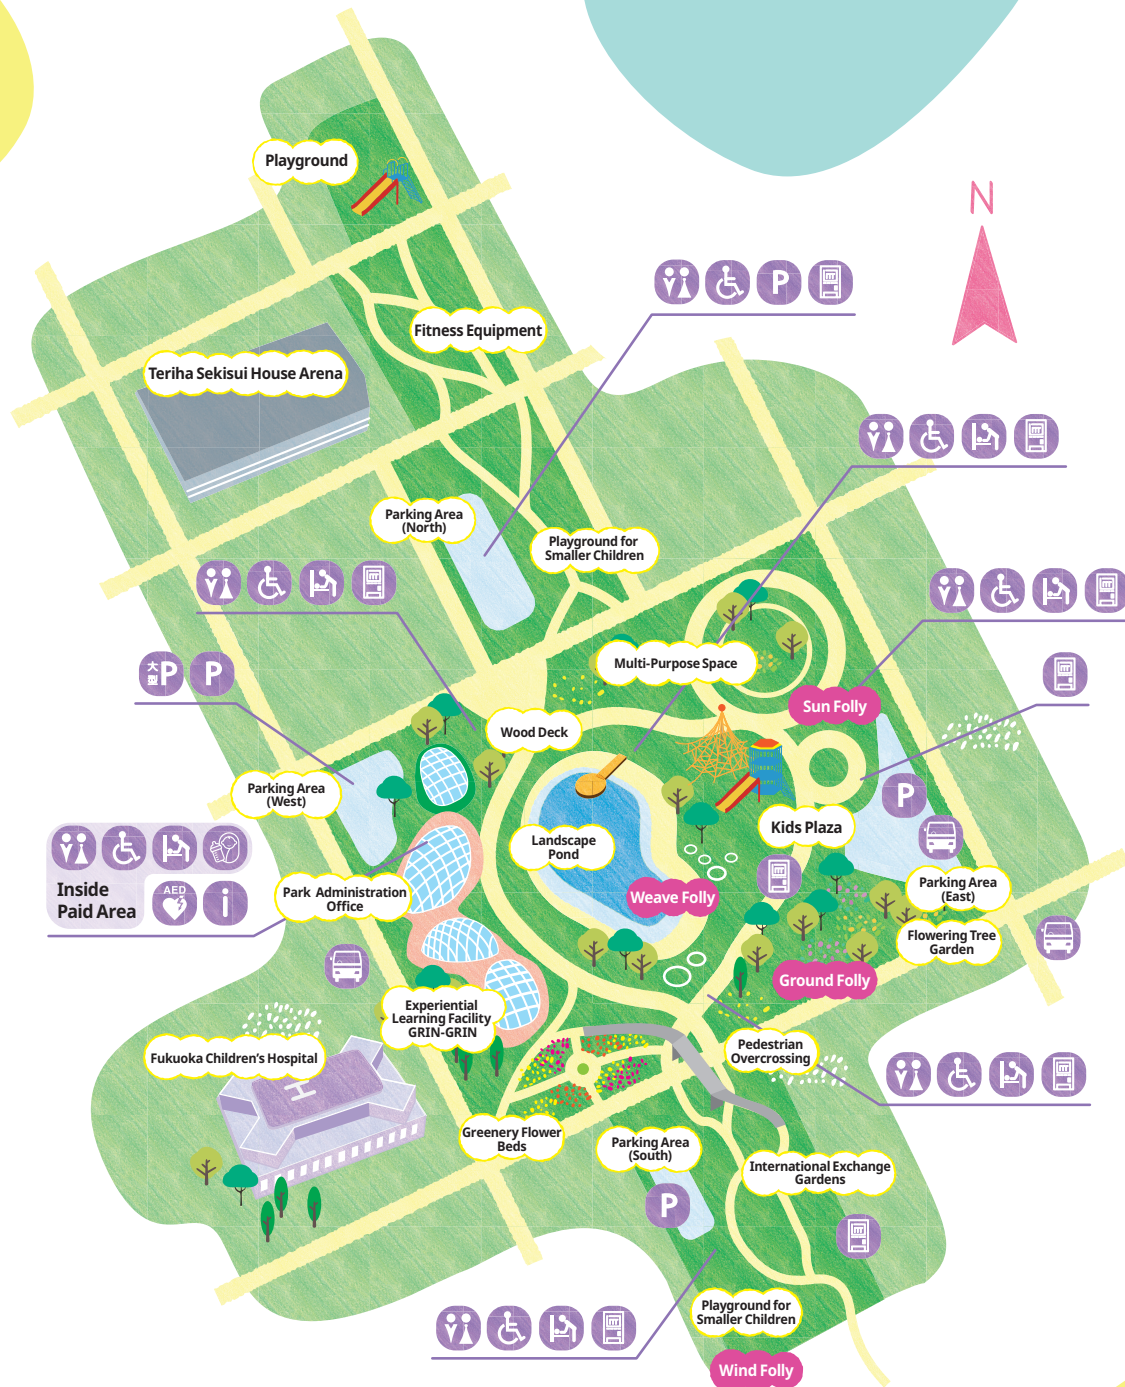 N
Playground
Fitness Equipment
Teriha Sekisui House Arena
P
Parking Area
(North)
Playground for
Smaller Children
大型P
P
Multi-Purpose Space
Sun Folly
Wood Deck
Parking Area
(West)
P
Kids Plaza
Landscape
Pond
Inside
Paid Area
AED
i
Park Administration
Office
Weave Folly
Parking Area
(East)
Flowering Tree
Garden
Ground Folly
Experiential
Learning Facility
GRIN-GRIN
Fukuoka Children's Hospital
H
Pedestrian
Overcrossing
Greenery Flower
Beds
Parking Area
(South)
International Exchange
Gardens
P
Playground for
Smaller Children
Wind Folly